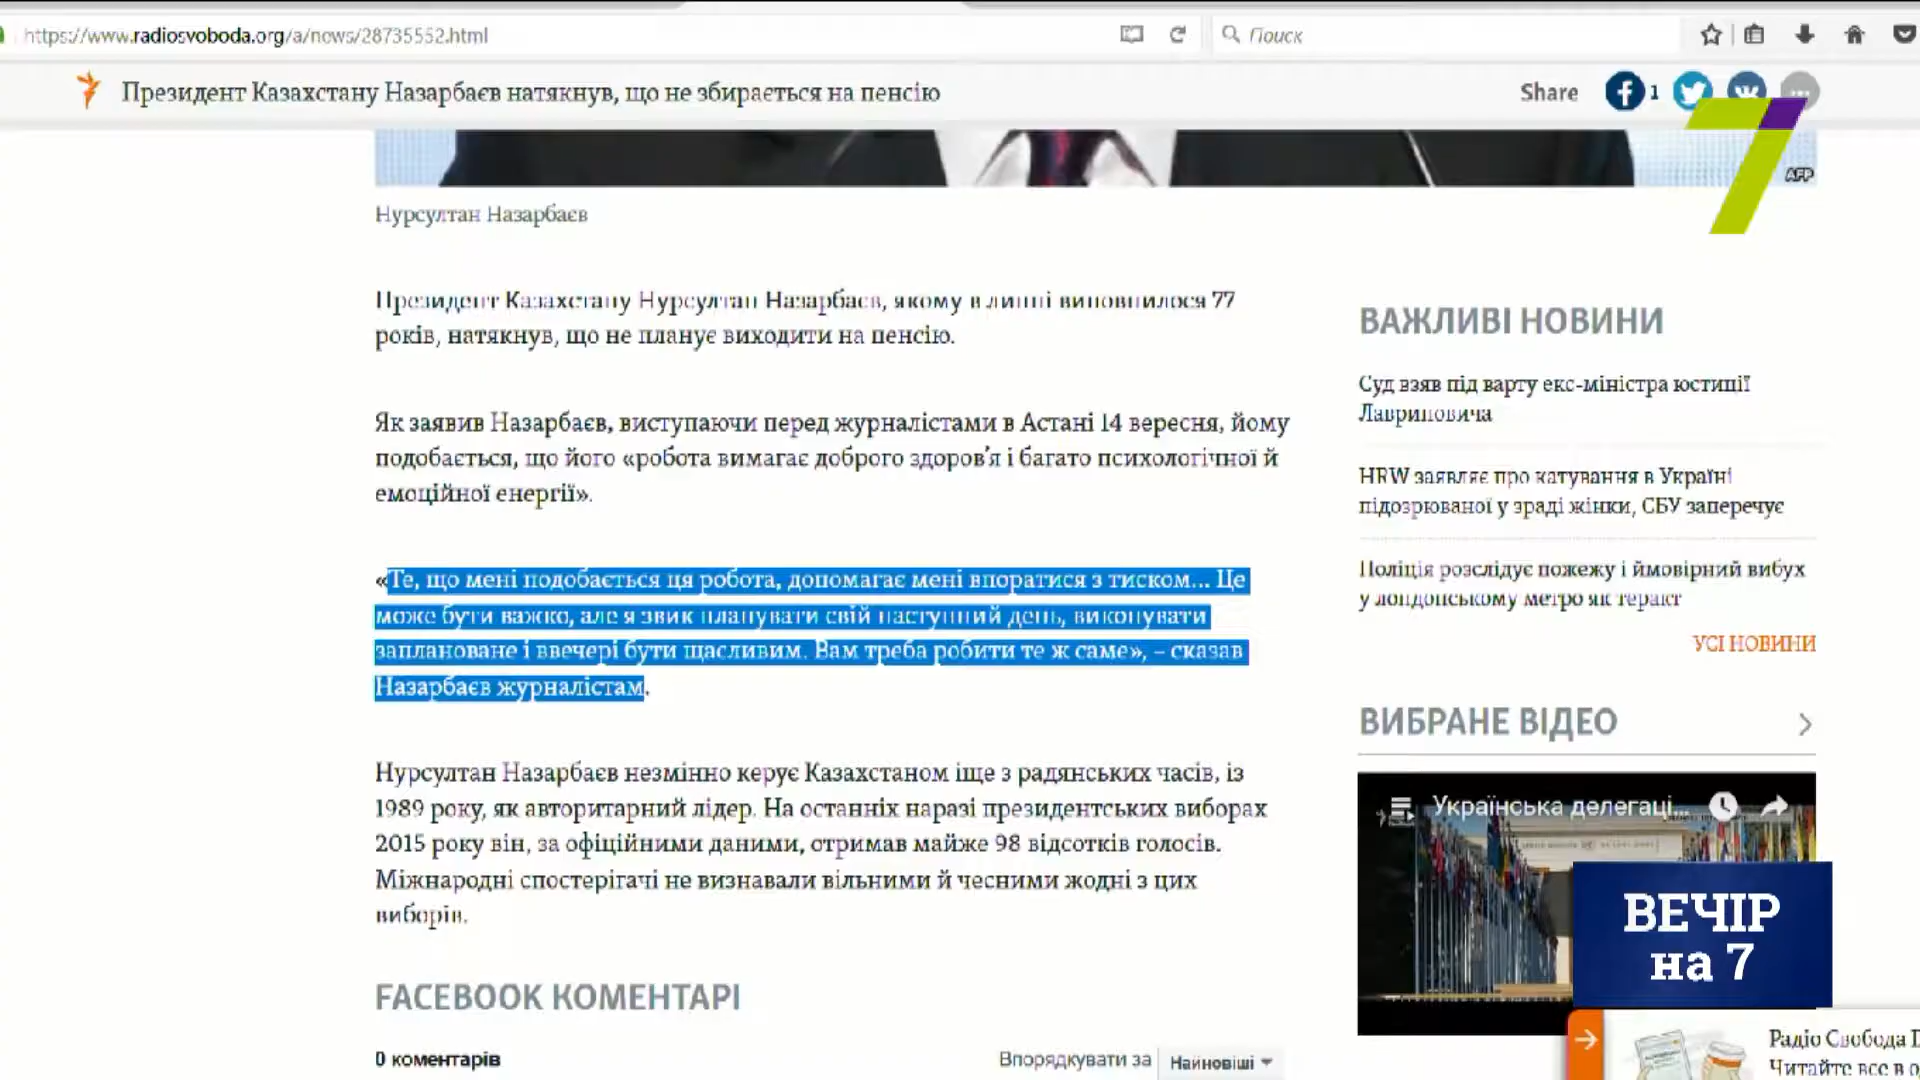 https://www.radiosvoboda.org/a/news/28735552.html
Поиск
Президент Казахстану Назарбаєв натякнув, що не збирається на пенсію
Share
1
7
AFP
Нурсултан Назарбаєв
Президент Казахстану Нурсултан Назарбаєв, якому в липні виповнилося 77
років, натякнув, що не планує виходити на пенсію.
Як заявив Назарбаєв, виступаючи перед журналістами в Астані 14 вересня, йому
подобається, що його «робота вимагає доброго здоров'я і багато психологічної й
емоційної енергії».
«Те, що мені подобається ця робота, допомагає мені впоратися з тиском... Це
може бути важко, але я звик планувати свій наступний день, виконувати
заплановане і ввечері бути щасливим. Вам треба робити те ж саме», – сказав
Назарбаєв журналістам.
Нурсултан Назарбаєв незмінно керує Казахстаном іще з радянських часів, із
1989 року, як авторитарний лідер. На останніх наразі президентських виборах
2015 року він, за офіційними даними, отримав майже 98 відсотків голосів.
Міжнародні спостерігачі не визнавали вільними й чесними жодні з цих
виборів.
FACEBOOK КОМЕНТАРІ
0 коментарів
Впорядкувати за
Найновіші
ВАЖЛИВІ НОВИНИ
Суд взяв під варту екс-міністра юстиції
Лавриновича
HRW заявляє про катування в Україні
підозрюваної у зраді жінки, СБУ заперечує
Поліція розслідує пожежу і ймовірний вибух
у лондонському метро як теракт
УСІ НОВИНИ
ВИБРАНЕ ВІДЕО
Українська делегаці...
ВЕЧІР
на 7
Радіо Свобода
Читайте все в о